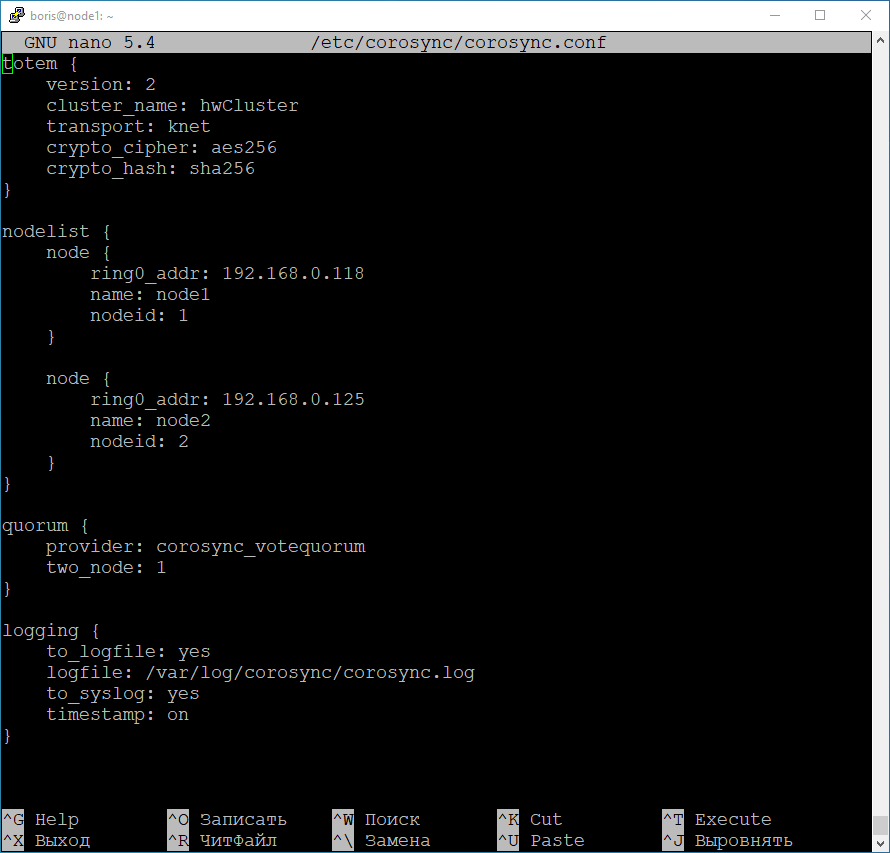 boris@node1: ~
GNU nano 5.4 /etc/corosync/corosync.conf
totem {
    version: 2
    cluster_name: hwCluster
    transport: knet
    crypto_cipher: aes256
    crypto_hash: sha256
}

nodelist {
    node {
        ring0_addr: 192.168.0.118
        name: node1
        nodeid: 1
    }

    node {
        ring0_addr: 192.168.0.125
        name: node2
        nodeid: 2
    }
}

quorum {
    provider: corosync_votequorum
    two_node: 1
}

logging {
    to_logfile: yes
    logfile: /var/log/corosync/corosync.log
    to_syslog: yes
    timestamp: on
}

^G Help ^O Записать ^W Поиск ^K Cut ^T Execute
^X Выход ^R ЧитФайл ^\ Замена ^U Paste ^J Выровнять